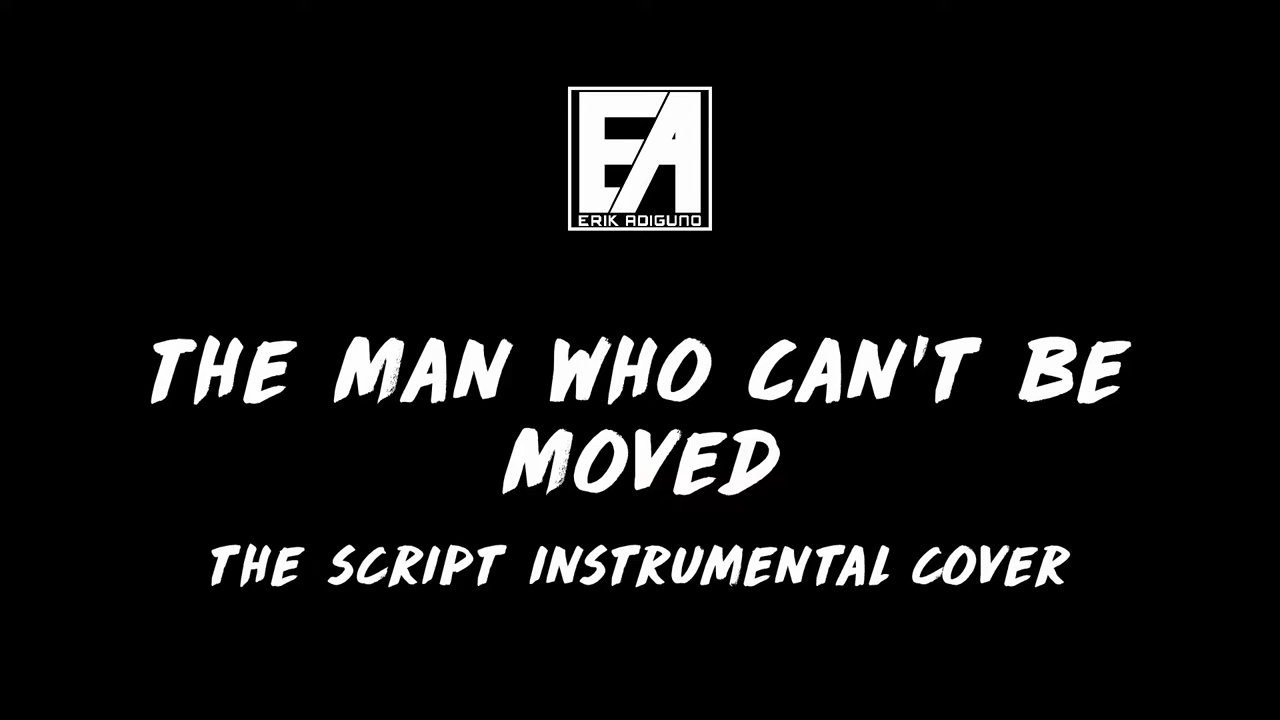 EA
ERIK ADIGUNO
THE MAN WHO CAN'T BE
MOVED
THE SCRIPT INSTRUMENTAL COVER